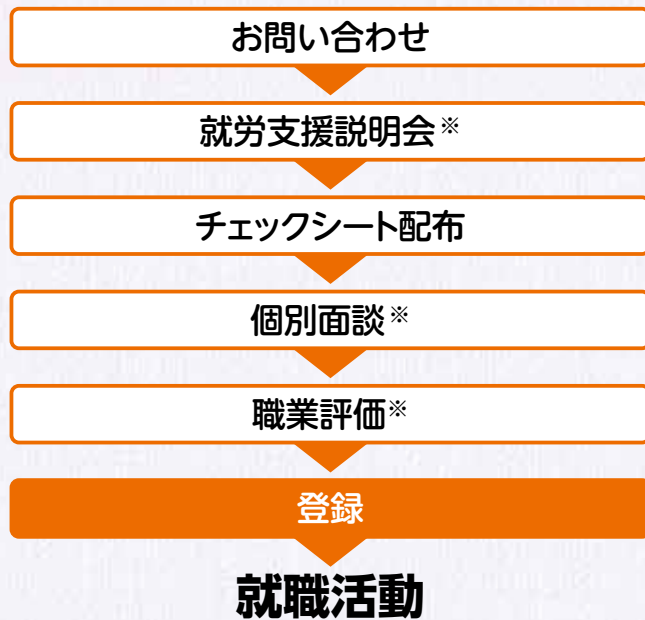 お問い合わせ
就労支援説明会※
チェックシート配布
個別面談※
職業評価※
登録
就職活動